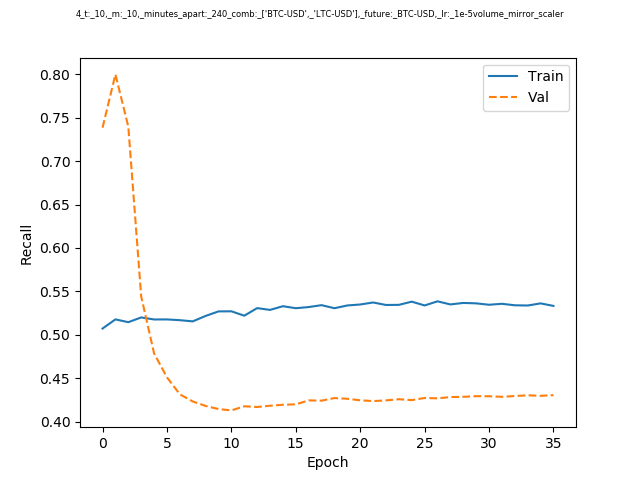 4_t:_10,_m:_10,_minutes_apart:_240_comb:_['BTC-USD',_'LTC-USD'],_future:_BTC-USD,_lr:_1e-5volume_mirror_scaler
Train
Val
0.80
0.75
0.70
0.65
0.60
0.55
0.50
0.45
0.40
Recall
0 5 10 15 20 25 30 35
Epoch